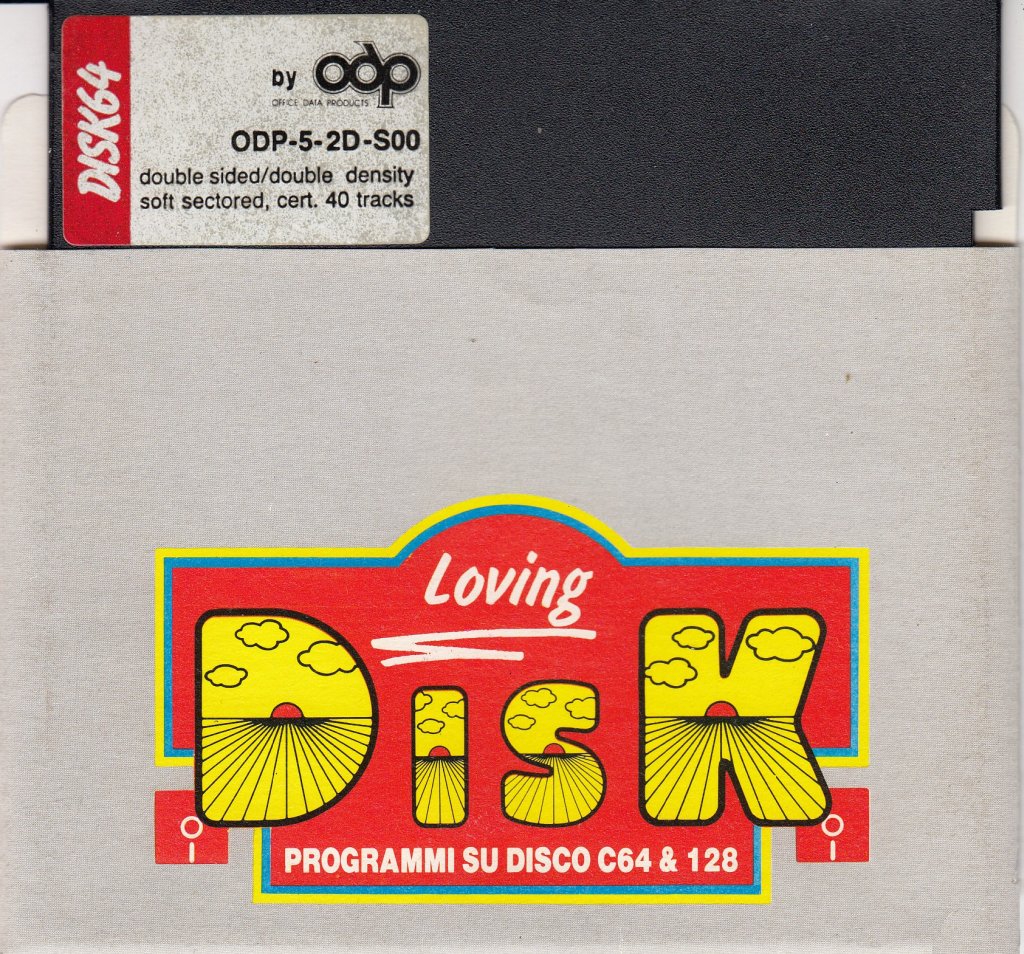 DISK64
by odp
OFFICE DATA PRODUCTS
ODP-5-2D-S00
double sided/double density
soft sectored, cert. 40 tracks
Loving
DISK
PROGRAMMI SU DISCO C64 & 128